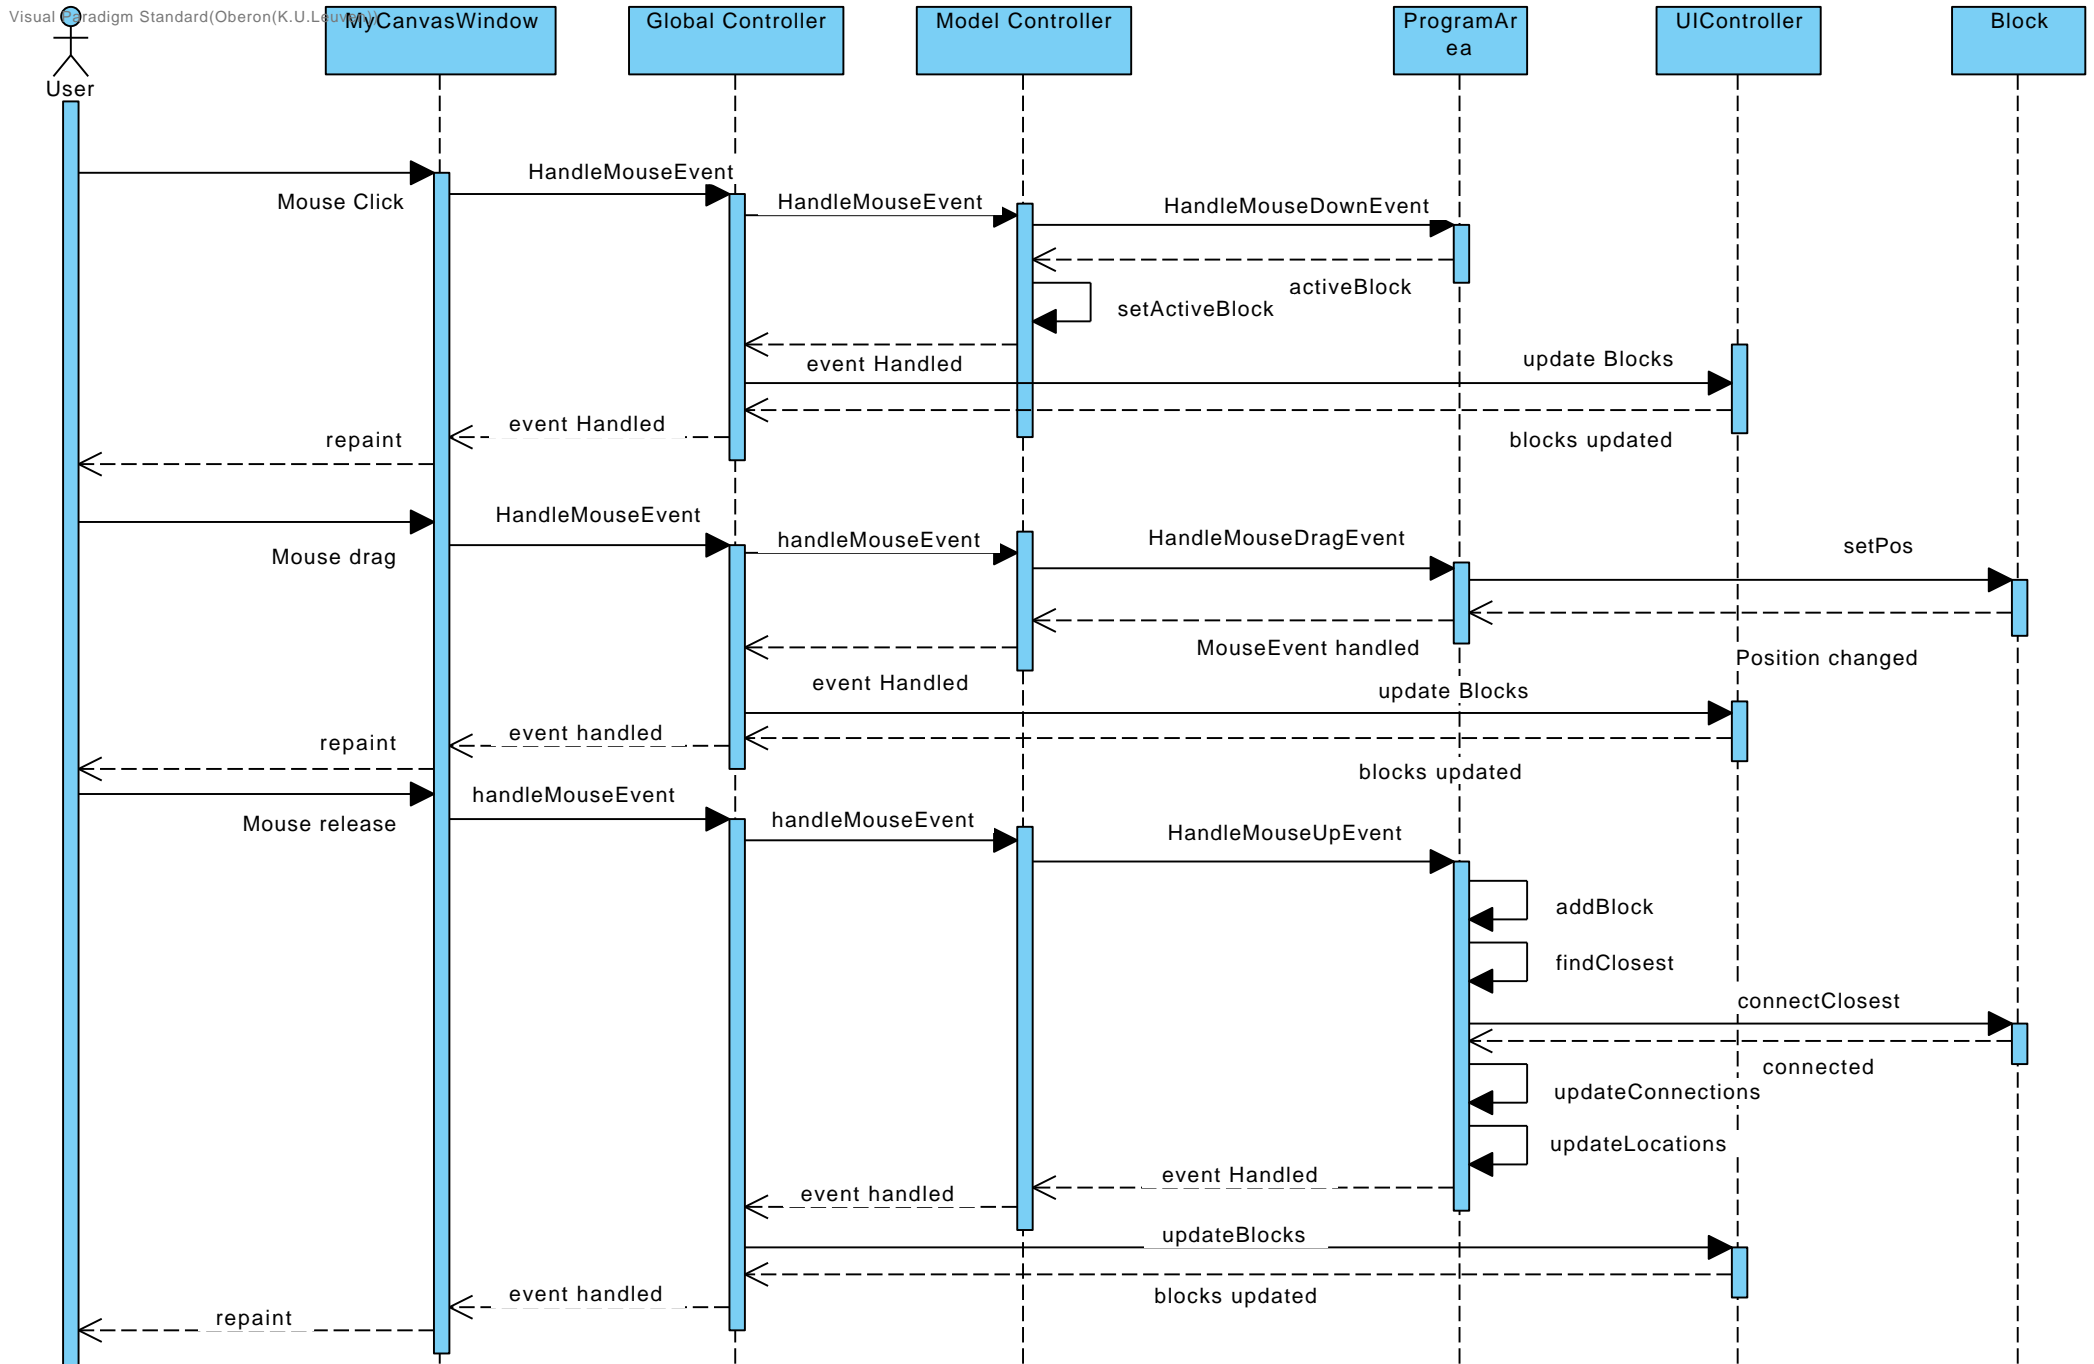 Visual Paradigm Standard(Oberon(K.U.Leuven))
MyCanvasWindow
Global Controller
Model Controller
ProgramAr
ea
UIController
Block
User
HandleMouseEvent
Mouse Click
HandleMouseEvent
HandleMouseDownEvent
activeBlock
setActiveBlock
event Handled
update Blocks
event Handled
repaint
blocks updated
HandleMouseEvent
Mouse drag
handleMouseEvent
HandleMouseDragEvent
setPos
MouseEvent handled
Position changed
event Handled
update Blocks
event handled
repaint
blocks updated
handleMouseEvent
Mouse release
handleMouseEvent
HandleMouseUpEvent
addBlock
findClosest
connectClosest
connected
updateConnections
updateLocations
event Handled
event handled
updateBlocks
event handled
blocks updated
repaint